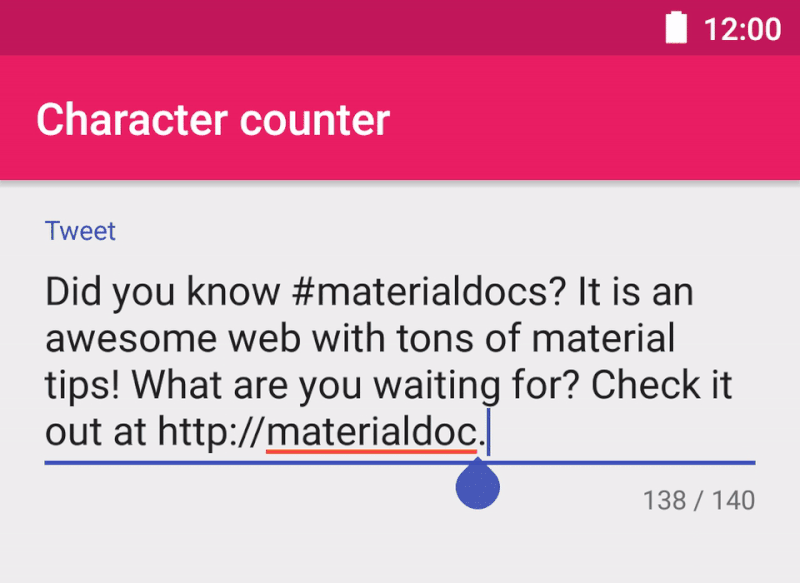 12:00
Character counter
Tweet
Did you know #materialdocs? It is an
awesome web with tons of material
tips! What are you waiting for? Check it
out at http://materialdoc.
138 / 140